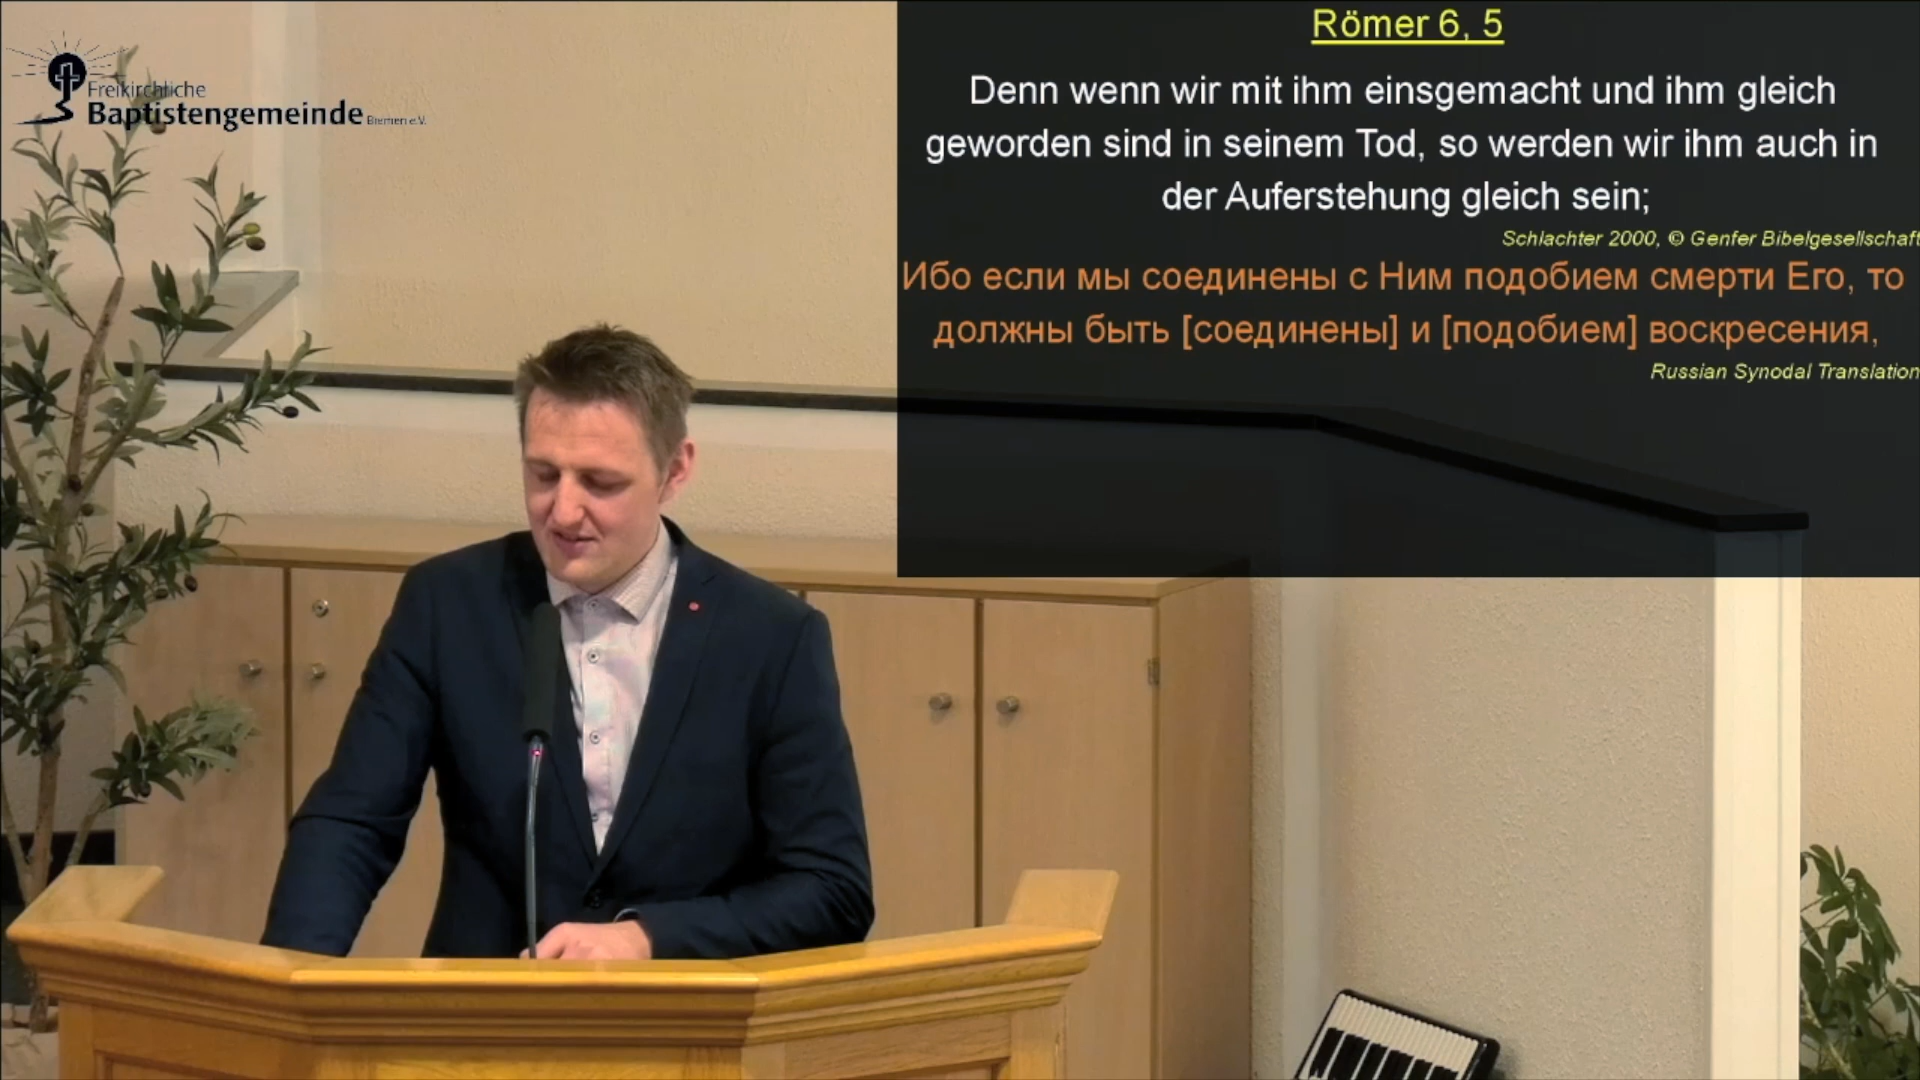 Freikirchliche
Baptistengemeinde Bremen e.V.
Römer 6, 5
Denn wenn wir mit ihm einsgemacht und ihm gleich
geworden sind in seinem Tod, so werden wir ihm auch in
der Auferstehung gleich sein;
Schlachter 2000, © Genfer Bibelgesellschaft
Ибо если мы соединены с Ним подобием смерти Его, то
должны быть [соединены] и [подобием] воскресения,
Russian Synodal Translation